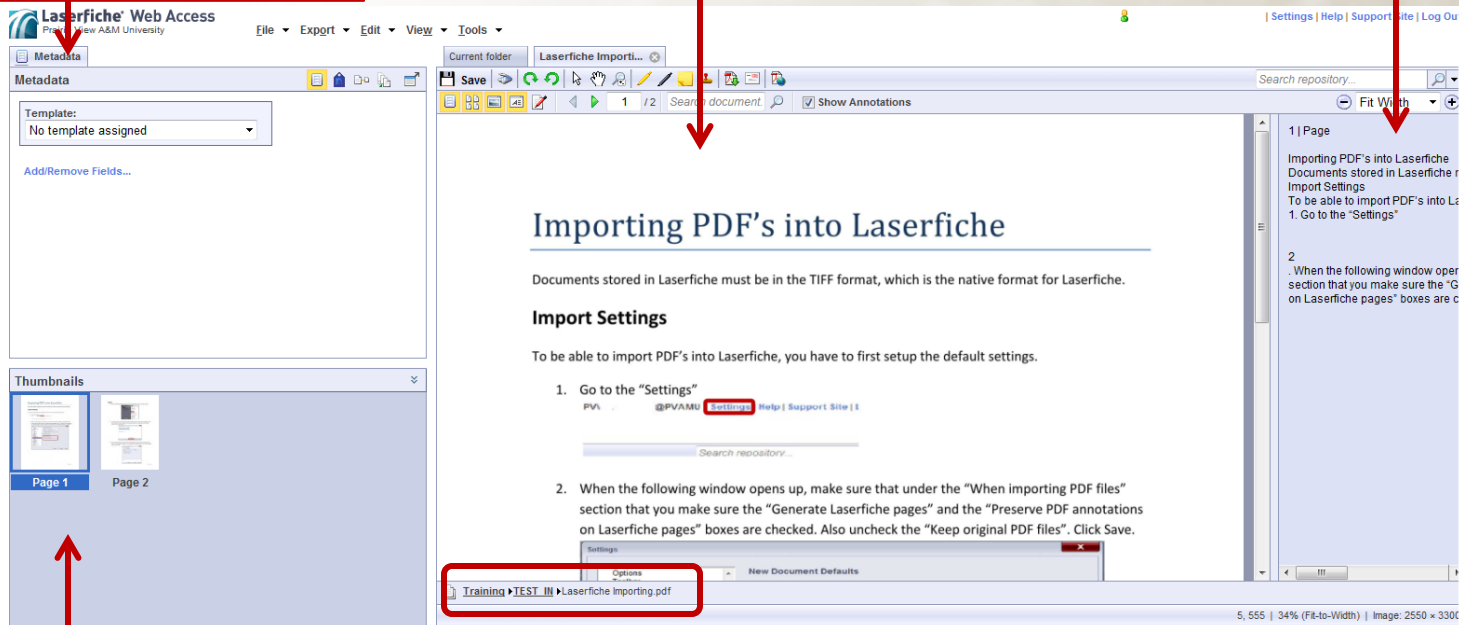 Laserfiche® Web Access
Prairie View A&M University
File Export Edit View Tools
| Settings | Help | Support Site | Log Ou
Metadata
Current folder
Laserfiche Importi...
Metadata
Save
Search repository...
1 / 2 Search document.
Show Annotations
Fit Width
Template:
No template assigned
Add/Remove Fields...
Importing PDF's into Laserfiche
Documents stored in Laserfiche must be in the TIFF format, which is the native format for Laserfiche.
Import Settings
To be able to import PDF's into Laserfiche, you have to first setup the default settings.
1. Go to the “Settings”
PV\ @PVAMU Settings Help | Support Site | L
Search repository...
2. When the following window opens up, make sure that under the “When importing PDF files”
section that you make sure the “Generate Laserfiche pages” and the “Preserve PDF annotations
on Laserfiche pages” boxes are checked. Also uncheck the “Keep original PDF files”. Click Save.
Settings
Options
New Document Defaults
1 | Page
Importing PDF's into Laserfiche
Documents stored in Laserfiche
Import Settings
To be able to import PDF's into La
1. Go to the “Settings”
2
. When the following window open
section that you make sure the “G
on Laserfiche pages” boxes are c
Thumbnails
Page 1
Page 2
Training TEST_IN Laserfiche Importing.pdf
5, 555 | 34% (Fit-to-Width) | Image: 2550 × 3300